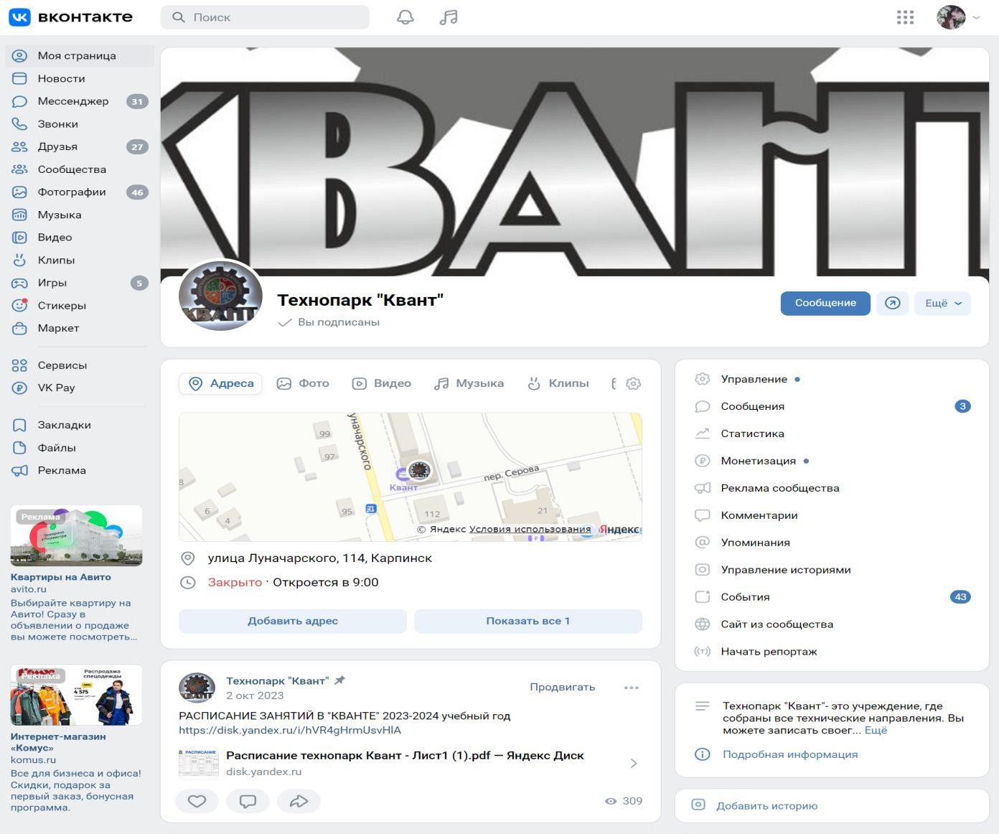 вконтакте
Поиск
Моя страница
Новости
Мессенджер 31
Звонки
Друзья 27
Сообщества
Фотографии 46
Музыка
Видео
Клипы
Игры 5
Стикеры
Маркет
Сервисы
VK Pay
Закладки
Файлы
Реклама
Реклама
Квартиры на Авито
avito.ru
Выбирайте квартиру на
Авито! Сразу в
объявлении о продаже
вы можете посмотреть...
Реклама
Распродажа
спецодежды
4 575
Интернет-магазин
«Комус»
komus.ru
Все для бизнеса и офиса!
Скидки, подарок за
первый заказ, бонусная
программа.
КВАНТ
КВАНТ
Технопарк "Квант"
Вы подписаны
Сообщение
Ещё
Адреса
Фото
Видео
Музыка
Клипы
уначарского
99
97
8
6
4
95
112
21
Квант
пер. Серова
© Яндекс Условия использования
Яндекс
улица Луначарского, 114, Карпинск
Закрыто · Откроется в 9:00
Добавить адрес
Показать все 1
Технопарк "Квант"
2 окт 2023
Продвигать
РАСПИСАНИЕ ЗАНЯТИЙ В "КВАНТЕ" 2023-2024 учебный год
https://disk.yandex.ru/i/hVR4gHrmUsvHlA
РАСПИСАНИЕ
Расписание технопарк Квант - Лист1 (1).pdf — Яндекс Диск
disk.yandex.ru
309
Управление
Сообщения 3
Статистика
Монетизация
Реклама сообщества
Комментарии
Упоминания
Управление историями
События 43
Сайт из сообщества
Начать репортаж
Технопарк "Квант"- это учреждение, где
собраны все технические направления. Вы
можете записать своег... Ещё
Подробная информация
Добавить историю